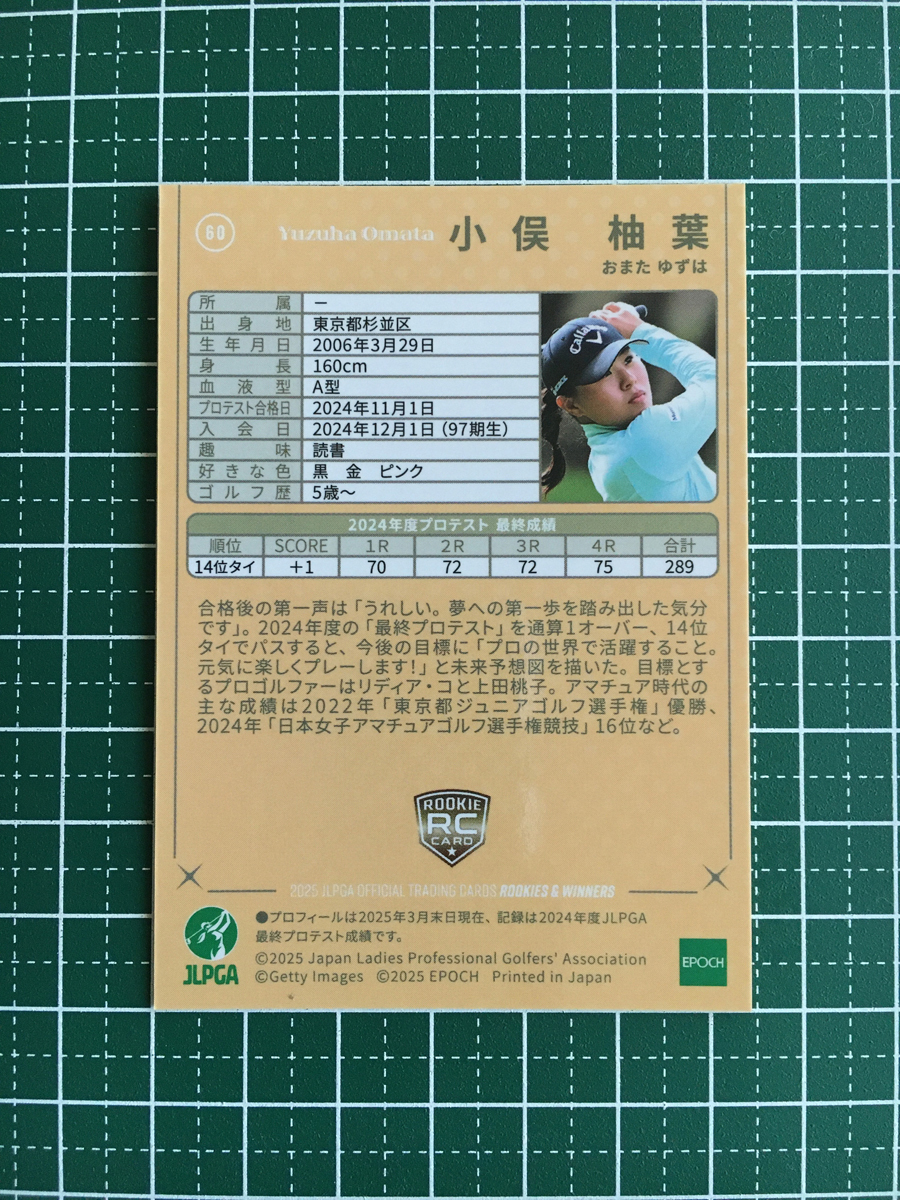 60 Yuzuha Omata 小俣 柚葉
おまた ゆずは
所属 ー
出身地 東京都杉並区
生年月日 2006年3月29日
身長 160cm
血液型 A型
プロテスト合格日 2024年11月1日
入会日 2024年12月1日（97期生）
趣味 読書
好きな色 黒 金 ピンク
ゴルフ歴 5歳〜
Callaway
2024年度プロテスト 最終成績
順位 SCORE 1R 2R 3R 4R 合計
14位タイ +1 70 72 72 75 289
合格後の第一声は「うれしい。夢への第一歩を踏み出した気分
です」。2024年度の「最終プロテスト」を通算1オーバー、14位
タイでパスすると、今後の目標に「プロの世界で活躍すること。
元気に楽しくプレーします！」と未来予想図を描いた。目標とす
るプロゴルファーはリディア・コと上田桃子。アマチュア時代の
主な成績は2022年「東京都ジュニアゴルフ選手権」優勝、
2024年「日本女子アマチュアゴルフ選手権競技」16位など。
ROOKIE
RC
CARD
2025 JLPGA OFFICIAL TRADING CARDS ROOKIES & WINNERS
●プロフィールは2025年3月末日現在、記録は2024年度JLPGA
最終プロテスト成績です。
©2025 Japan Ladies Professional Golfers' Association
©Getty Images ©2025 EPOCH Printed in Japan
JLPGA
EPOCH